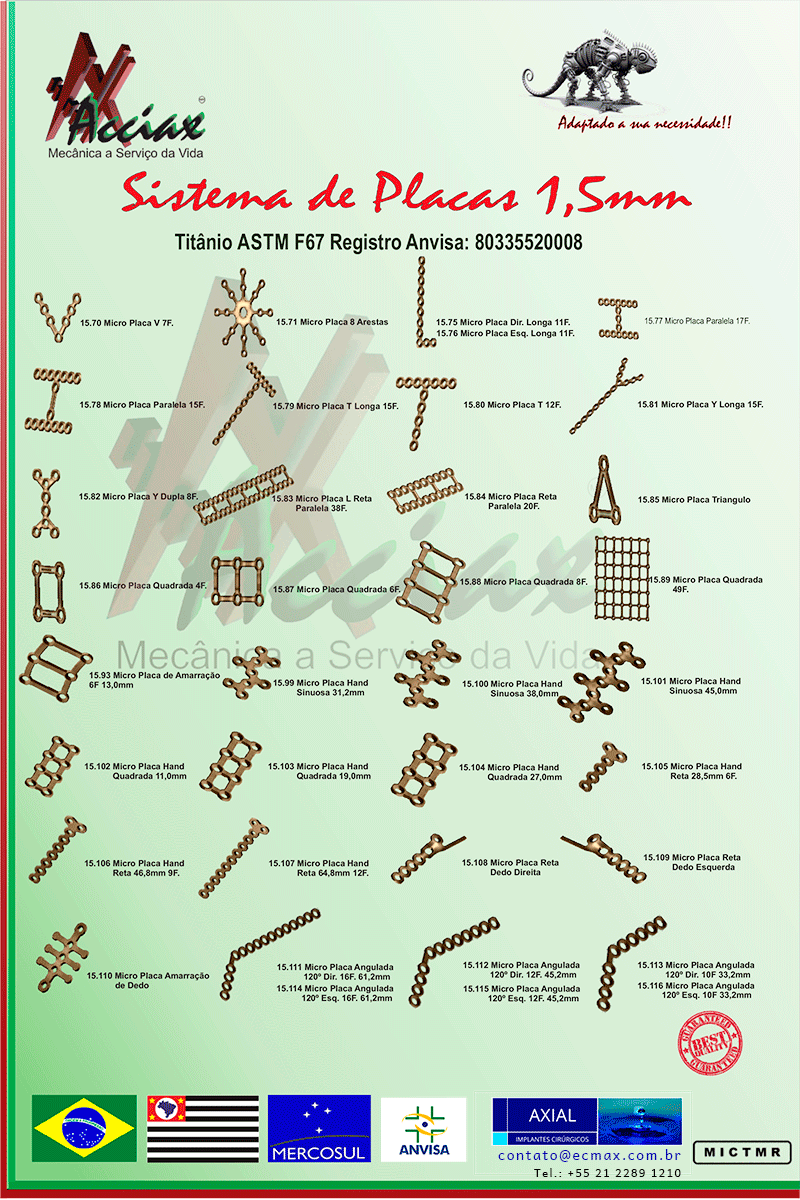 Acciax
Mecânica a Serviço da Vida
Adaptado a sua necessidade!!
Sistema de Placas 1,5mm
Titânio ASTM F67 Registro Anvisa: 80335520008
15.70 Micro Placa V 7F.
15.71 Micro Placa 8 Arestas
15.75 Micro Placa Dir. Longa 11F.
15.76 Micro Placa Esq. Longa 11F.
15.77 Micro Placa Paralela 17F.
15.78 Micro Placa Paralela 15F.
15.79 Micro Placa T Longa 15F.
15.80 Micro Placa T 12F.
15.81 Micro Placa Y Longa 15F.
15.82 Micro Placa Y Dupla 8F.
15.83 Micro Placa L Reta
Paralela 38F.
15.84 Micro Placa Reta
Paralela 20F.
15.85 Micro Placa Triangulo
15.86 Micro Placa Quadrada 4F.
15.87 Micro Placa Quadrada 6F.
15.88 Micro Placa Quadrada 8F.
15.89 Micro Placa Quadrada
49F.
Acciax
Mecânica a Serviço da Vida
15.93 Micro Placa de Amarração
6F 13,0mm
15.99 Micro Placa Hand
Sinuosa 31,2mm
15.100 Micro Placa Hand
Sinuosa 38,0mm
15.101 Micro Placa Hand
Sinuosa 45,0mm
15.102 Micro Placa Hand
Quadrada 11,0mm
15.103 Micro Placa Hand
Quadrada 19,0mm
15.104 Micro Placa Hand
Quadrada 27,0mm
15.105 Micro Placa Hand
Reta 28,5mm 6F.
15.106 Micro Placa Hand
Reta 46,8mm 9F.
15.107 Micro Placa Hand
Reta 64,8mm 12F.
15.108 Micro Placa Reta
Dedo Direita
15.109 Micro Placa Reta
Dedo Esquerda
15.110 Micro Placa Amarração
de Dedo
15.111 Micro Placa Angulada
120º Dir. 16F. 61,2mm
15.114 Micro Placa Angulada
120º Esq. 16F. 61,2mm
15.112 Micro Placa Angulada
120º Dir. 12F. 45,2mm
15.115 Micro Placa Angulada
120º Esq. 12F. 45,2mm
15.113 Micro Placa Angulada
120º Dir. 10F 33,2mm
15.116 Micro Placa Angulada
120º Esq. 10F 33,2mm
GUARANTEED
BEST
QUALITY
GUARANTEED
MERCOSUL
ANVISA
AXIAL
IMPLANTES CIRÚRGICOS
contato@ecmax.com.br
Tel.: +55 21 2289 1210
MICTMR